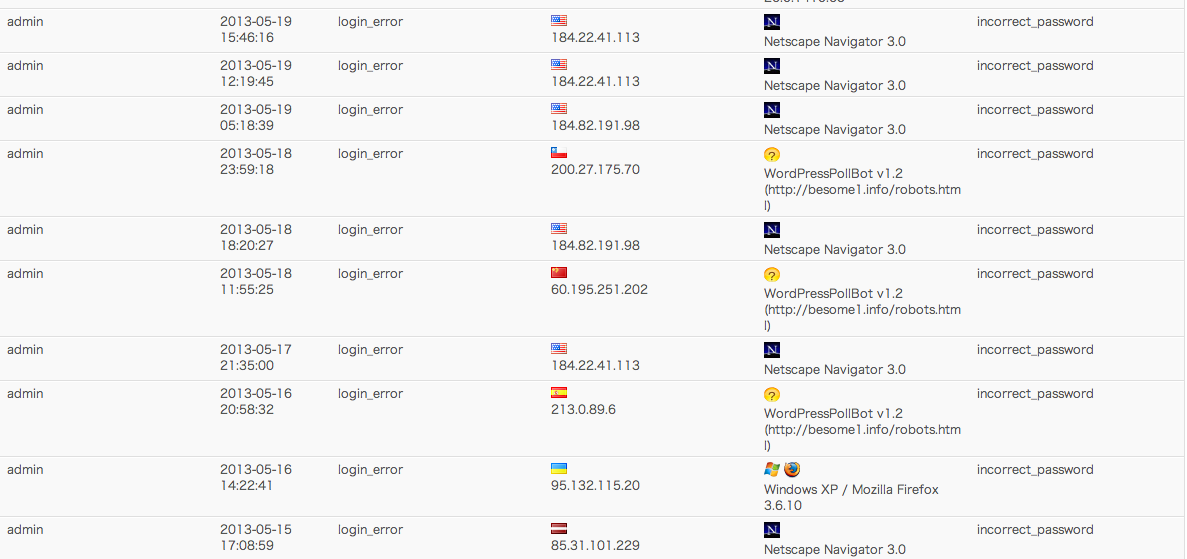 admin 2013-05-19 login_error incorrect_password
15:46:16 184.22.41.113
Netscape Navigator 3.0
admin 2013-05-19 login_error incorrect_password
12:19:45 184.22.41.113
Netscape Navigator 3.0
admin 2013-05-19 login_error incorrect_password
05:18:39 184.82.191.98
Netscape Navigator 3.0
admin 2013-05-18 login_error incorrect_password
23:59:18 200.27.175.70
WordPressPollBot v1.2
(http://besome1.info/robots.htm
l)
admin 2013-05-18 login_error incorrect_password
18:20:27 184.82.191.98
Netscape Navigator 3.0
admin 2013-05-18 login_error incorrect_password
11:55:25 60.195.251.202
WordPressPollBot v1.2
(http://besome1.info/robots.htm
l)
admin 2013-05-17 login_error incorrect_password
21:35:00 184.22.41.113
Netscape Navigator 3.0
admin 2013-05-16 login_error incorrect_password
20:58:32 213.0.89.6
WordPressPollBot v1.2
(http://besome1.info/robots.htm
l)
admin 2013-05-16 login_error incorrect_password
14:22:41 95.132.115.20
Windows XP / Mozilla Firefox
3.6.10
admin 2013-05-15 login_error incorrect_password
17:08:59 85.31.101.229
Netscape Navigator 3.0